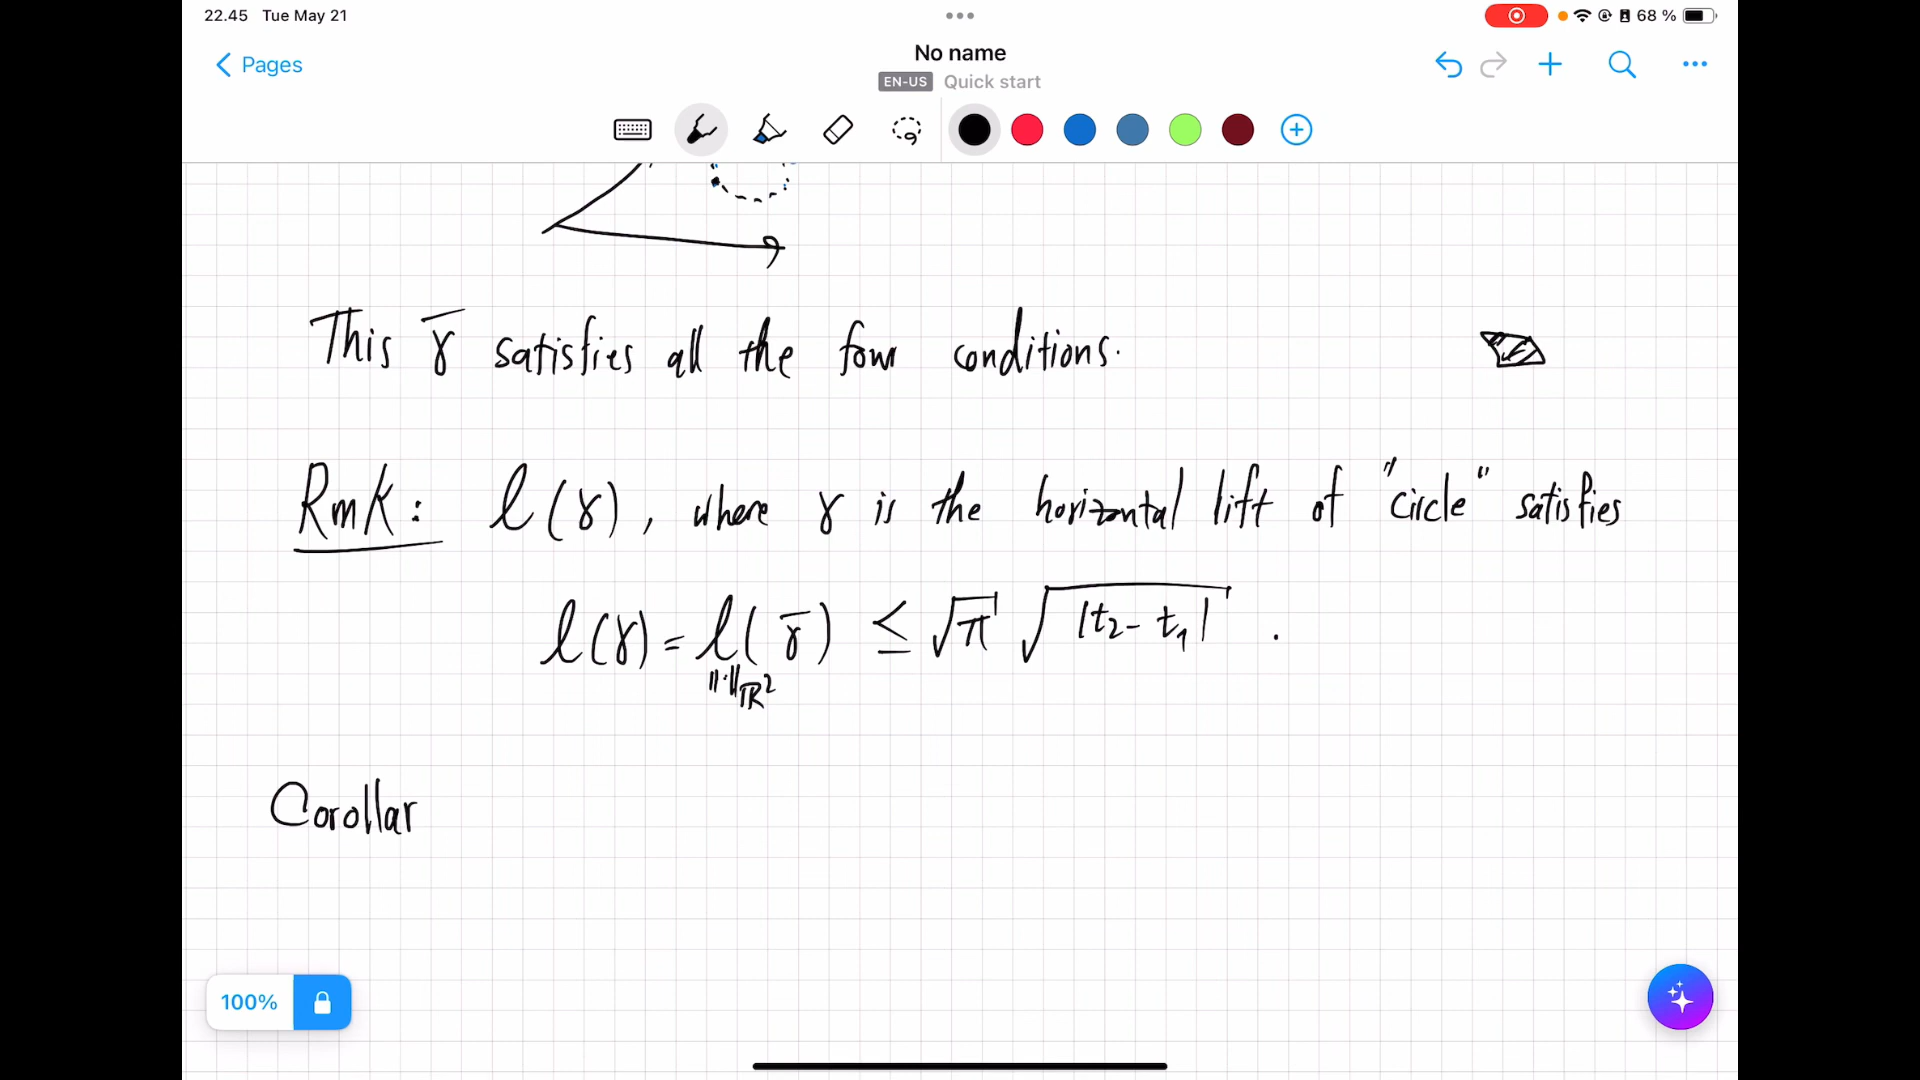 22.45 Tue May 21
68 %
No name
Pages
EN-US Quick start
This γ̄ satisfies all the four conditions.
Rmk: l(γ), where γ is the horizontal lift of "circle" satisfies
l(γ) = l_{||·||_{ℝ²}}(γ̄) ≤ √π √|t₂ - t₁| .
Corollar
100%